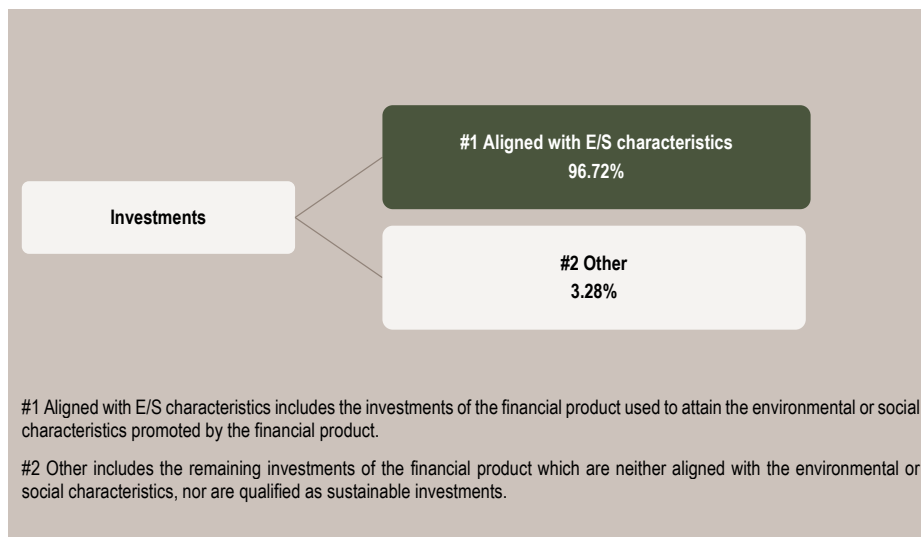 #1 Aligned with E/S characteristics
96.72%
Investments
#2 Other
3.28%
#1 Aligned with E/S characteristics includes the investments of the financial product used to attain the environmental or social
characteristics promoted by the financial product.
#2 Other includes the remaining investments of the financial product which are neither aligned with the environmental or
social characteristics, nor are qualified as sustainable investments.